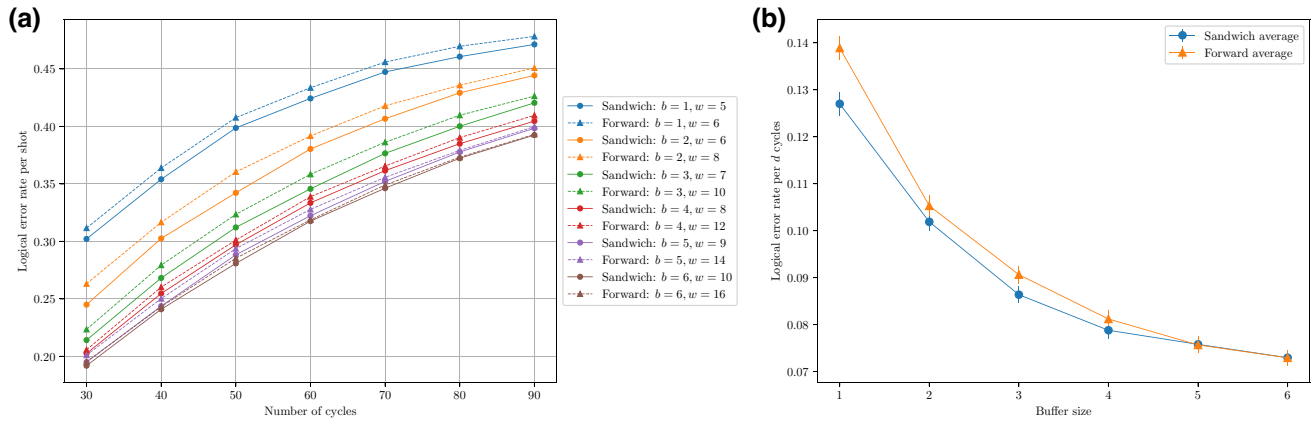 (a)
Logical error rate per shot
0.45
0.40
0.35
0.30
0.25
0.20
30 40 50 60 70 80 90
Number of cycles
Sandwich: b = 1, w = 5
Forward: b = 1, w = 6
Sandwich: b = 2, w = 6
Forward: b = 2, w = 8
Sandwich: b = 3, w = 7
Forward: b = 3, w = 10
Sandwich: b = 4, w = 8
Forward: b = 4, w = 12
Sandwich: b = 5, w = 9
Forward: b = 5, w = 14
Sandwich: b = 6, w = 10
Forward: b = 6, w = 16
(b)
Logical error rate per d cycles
0.14
0.13
0.12
0.11
0.10
0.09
0.08
0.07
1 2 3 4 5 6
Buffer size
Sandwich average
Forward average